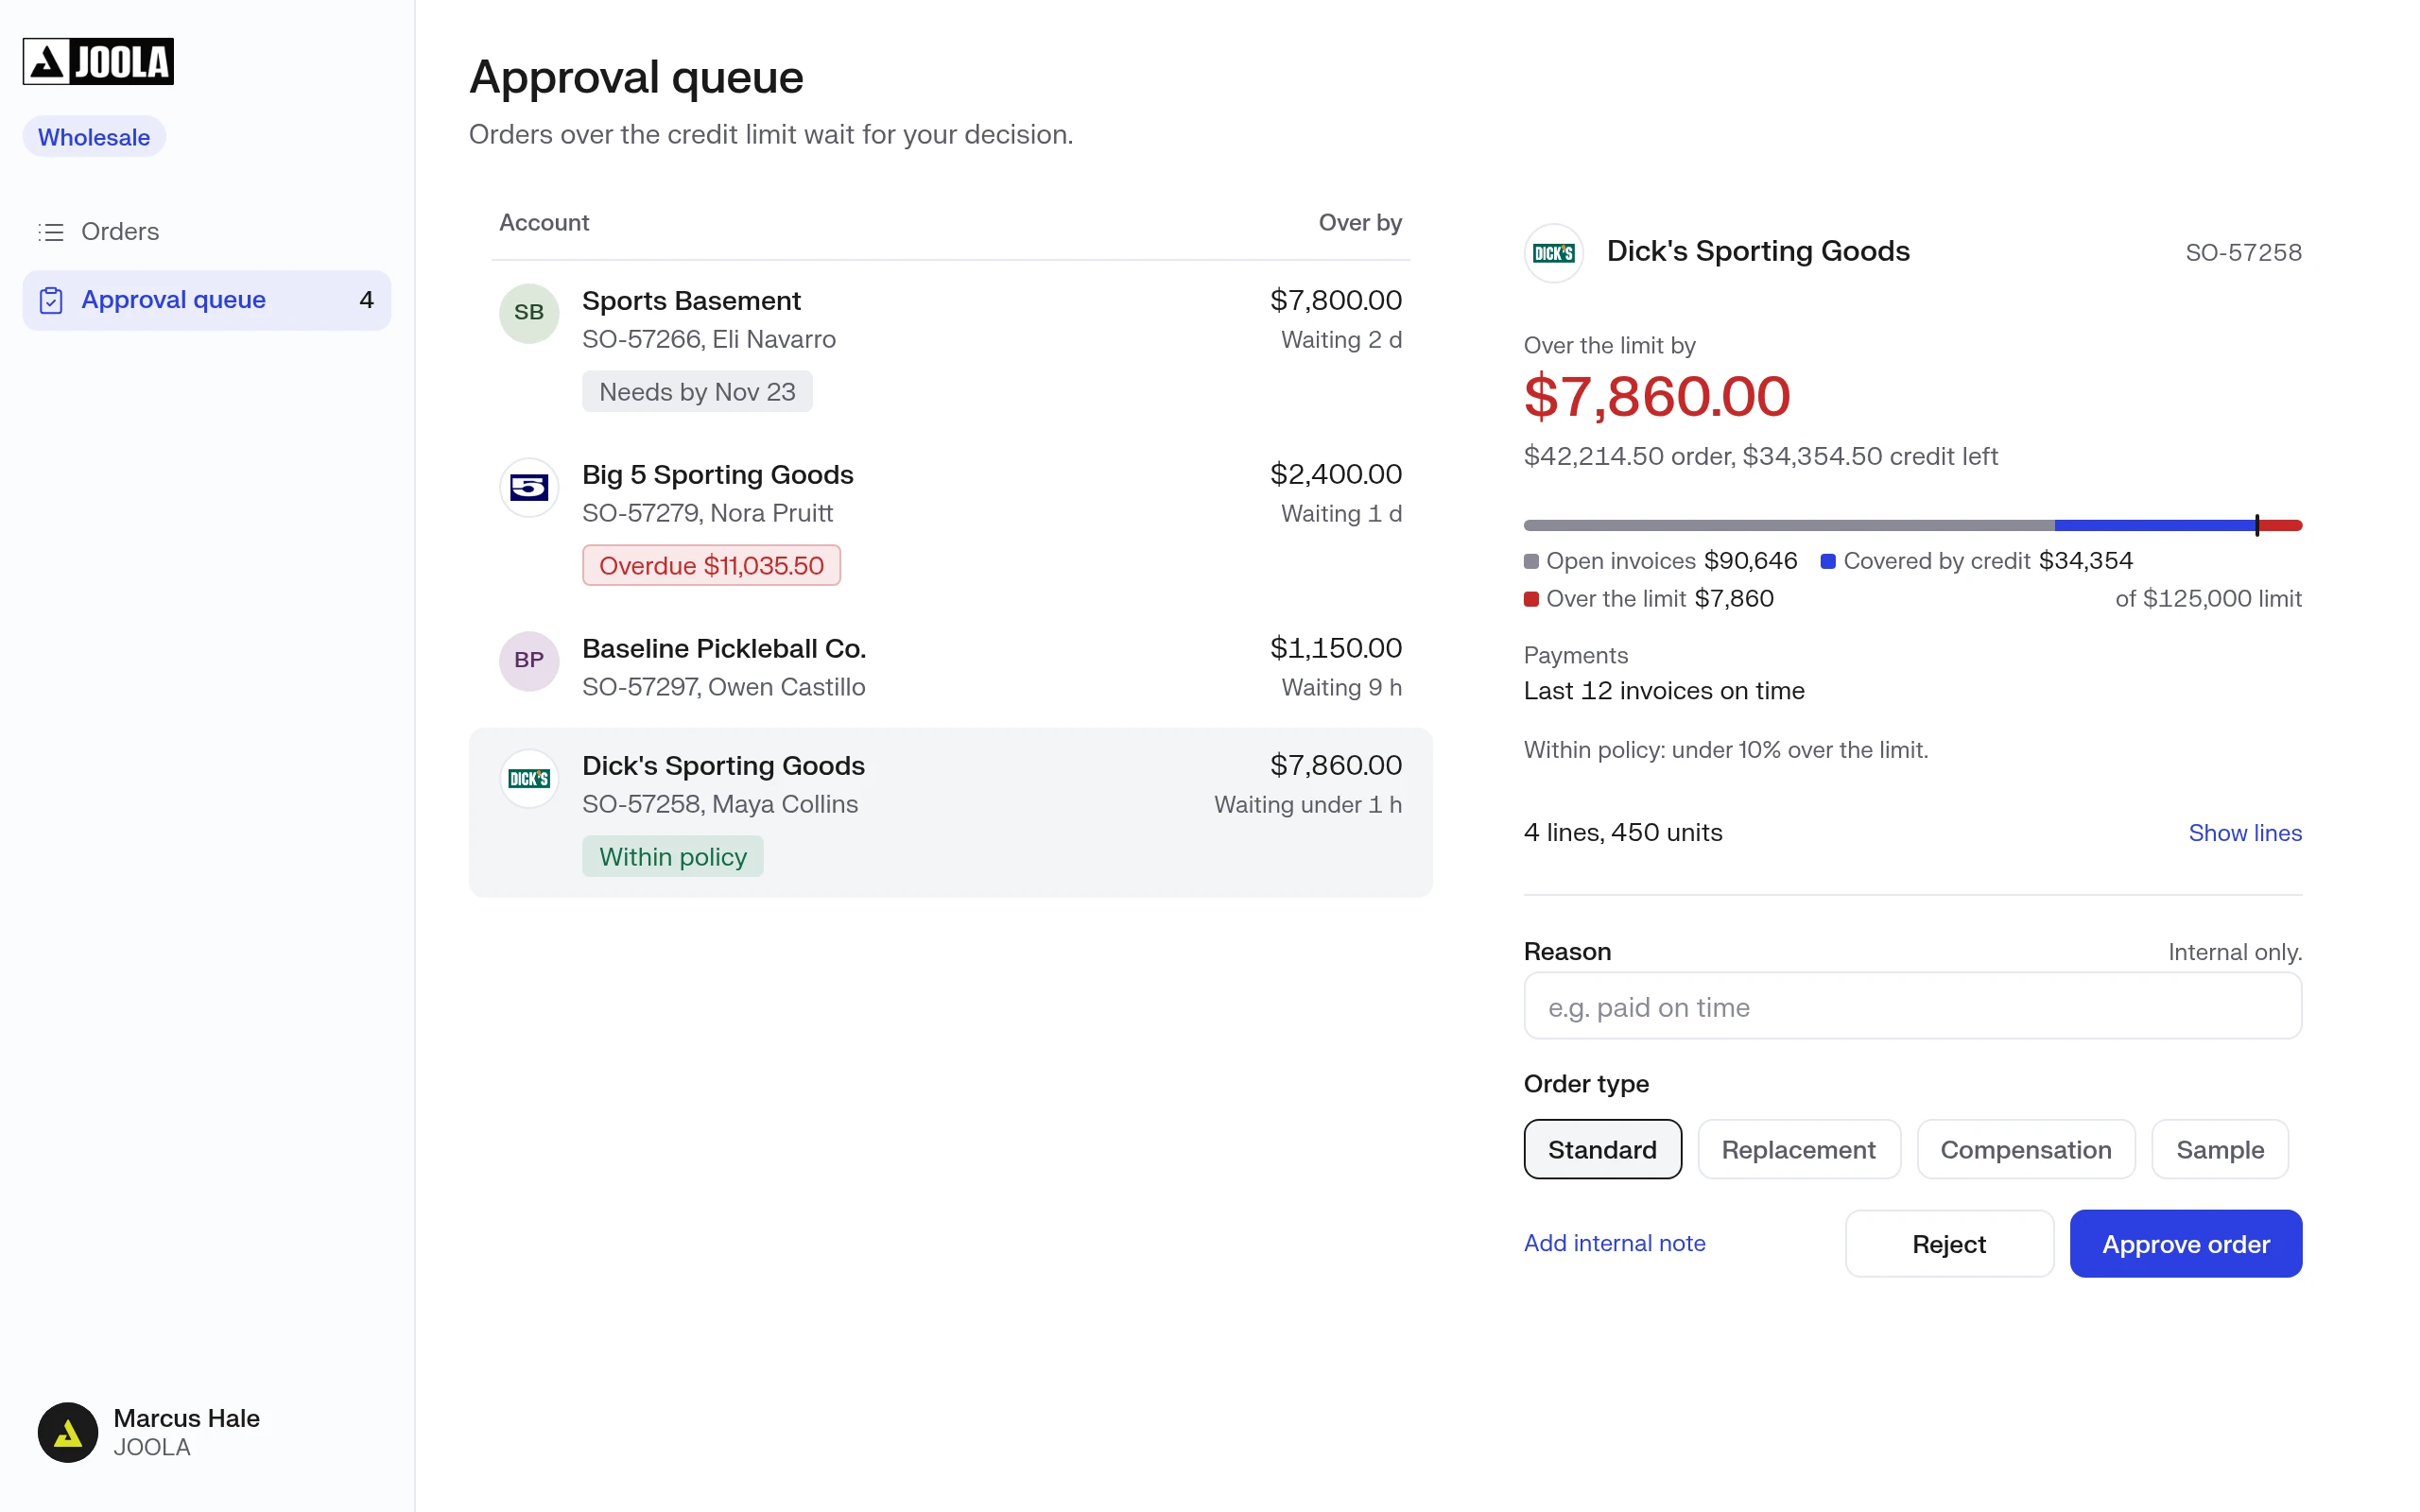 JOOLA
Wholesale
Orders
Approval queue 4
Marcus Hale
JOOLA
Approval queue
Orders over the credit limit wait for your decision.
Account Over by
SB Sports Basement $7,800.00
SO-57266, Eli Navarro Waiting 2 d
Needs by Nov 23
5 Big 5 Sporting Goods $2,400.00
SO-57279, Nora Pruitt Waiting 1 d
Overdue $11,035.50
BP Baseline Pickleball Co. $1,150.00
SO-57297, Owen Castillo Waiting 9 h
DICK'S Dick's Sporting Goods $7,860.00
SO-57258, Maya Collins Waiting under 1 h
Within policy
DICK'S Dick's Sporting Goods SO-57258
Over the limit by
$7,860.00
$42,214.50 order, $34,354.50 credit left
Open invoices $90,646 Covered by credit $34,354
Over the limit $7,860 of $125,000 limit
Payments
Last 12 invoices on time
Within policy: under 10% over the limit.
4 lines, 450 units Show lines
Reason Internal only.
e.g. paid on time
Order type
Standard Replacement Compensation Sample
Add internal note Reject Approve order